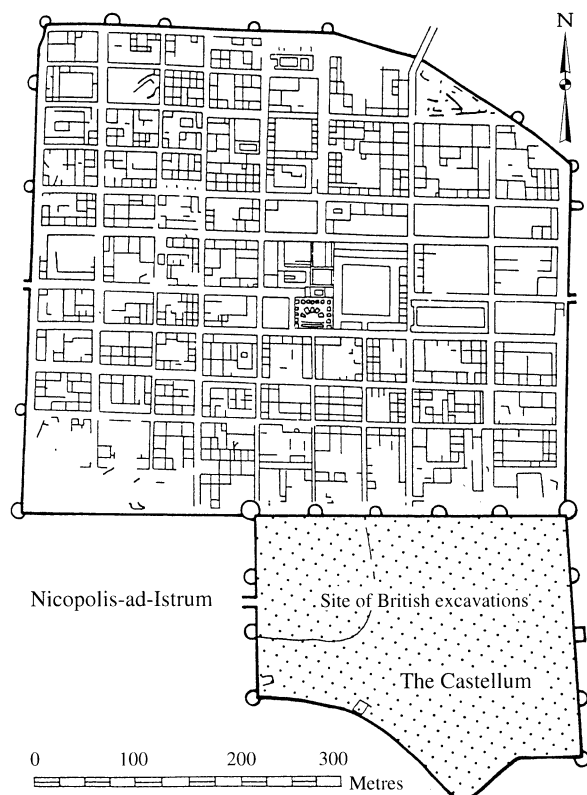 N
Nicopolis-ad-Istrum
Site of British excavations
The Castellum
0 100 200 300
Metres